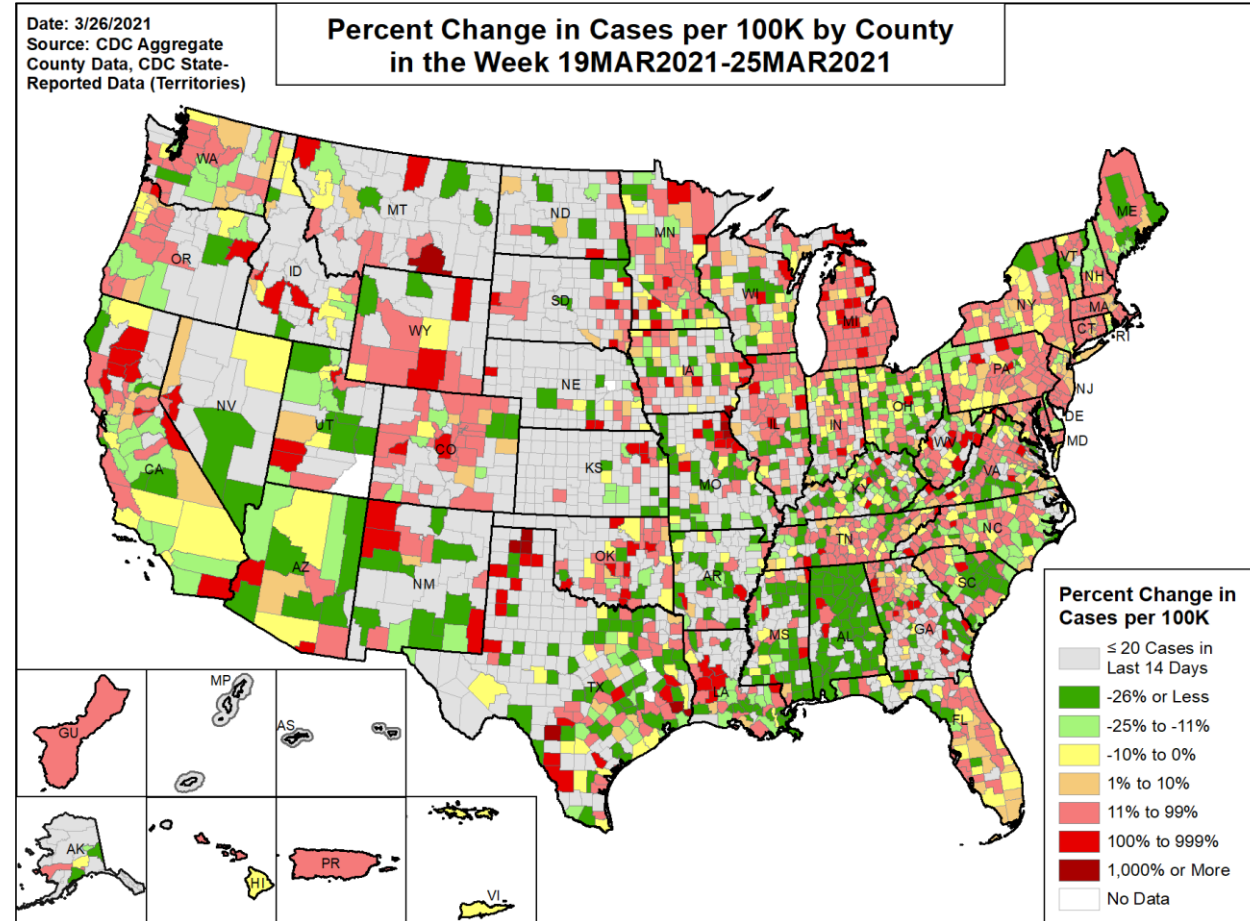 Date: 3/26/2021
Source: CDC Aggregate
County Data, CDC State-
Reported Data (Territories)
Percent Change in Cases per 100K by County
in the Week 19MAR2021-25MAR2021
WA
MT
ND
MN
ME
OR
ID
SD
WI
VT
NH
NY
MA
WY
MI
CT
RI
IA
PA
NE
NJ
NV
UT
OH
IL
IN
DE
CO
WV
MD
CA
KS
MO
VA
KY
NC
TN
OK
AZ
NM
AR
SC
MS
AL
GA
TX
LA
FL
MP
GU
AS
AK
HI
PR
VI
Percent Change in
Cases per 100K
≤ 20 Cases in
Last 14 Days
-26% or Less
-25% to -11%
-10% to 0%
1% to 10%
11% to 99%
100% to 999%
1,000% or More
No Data